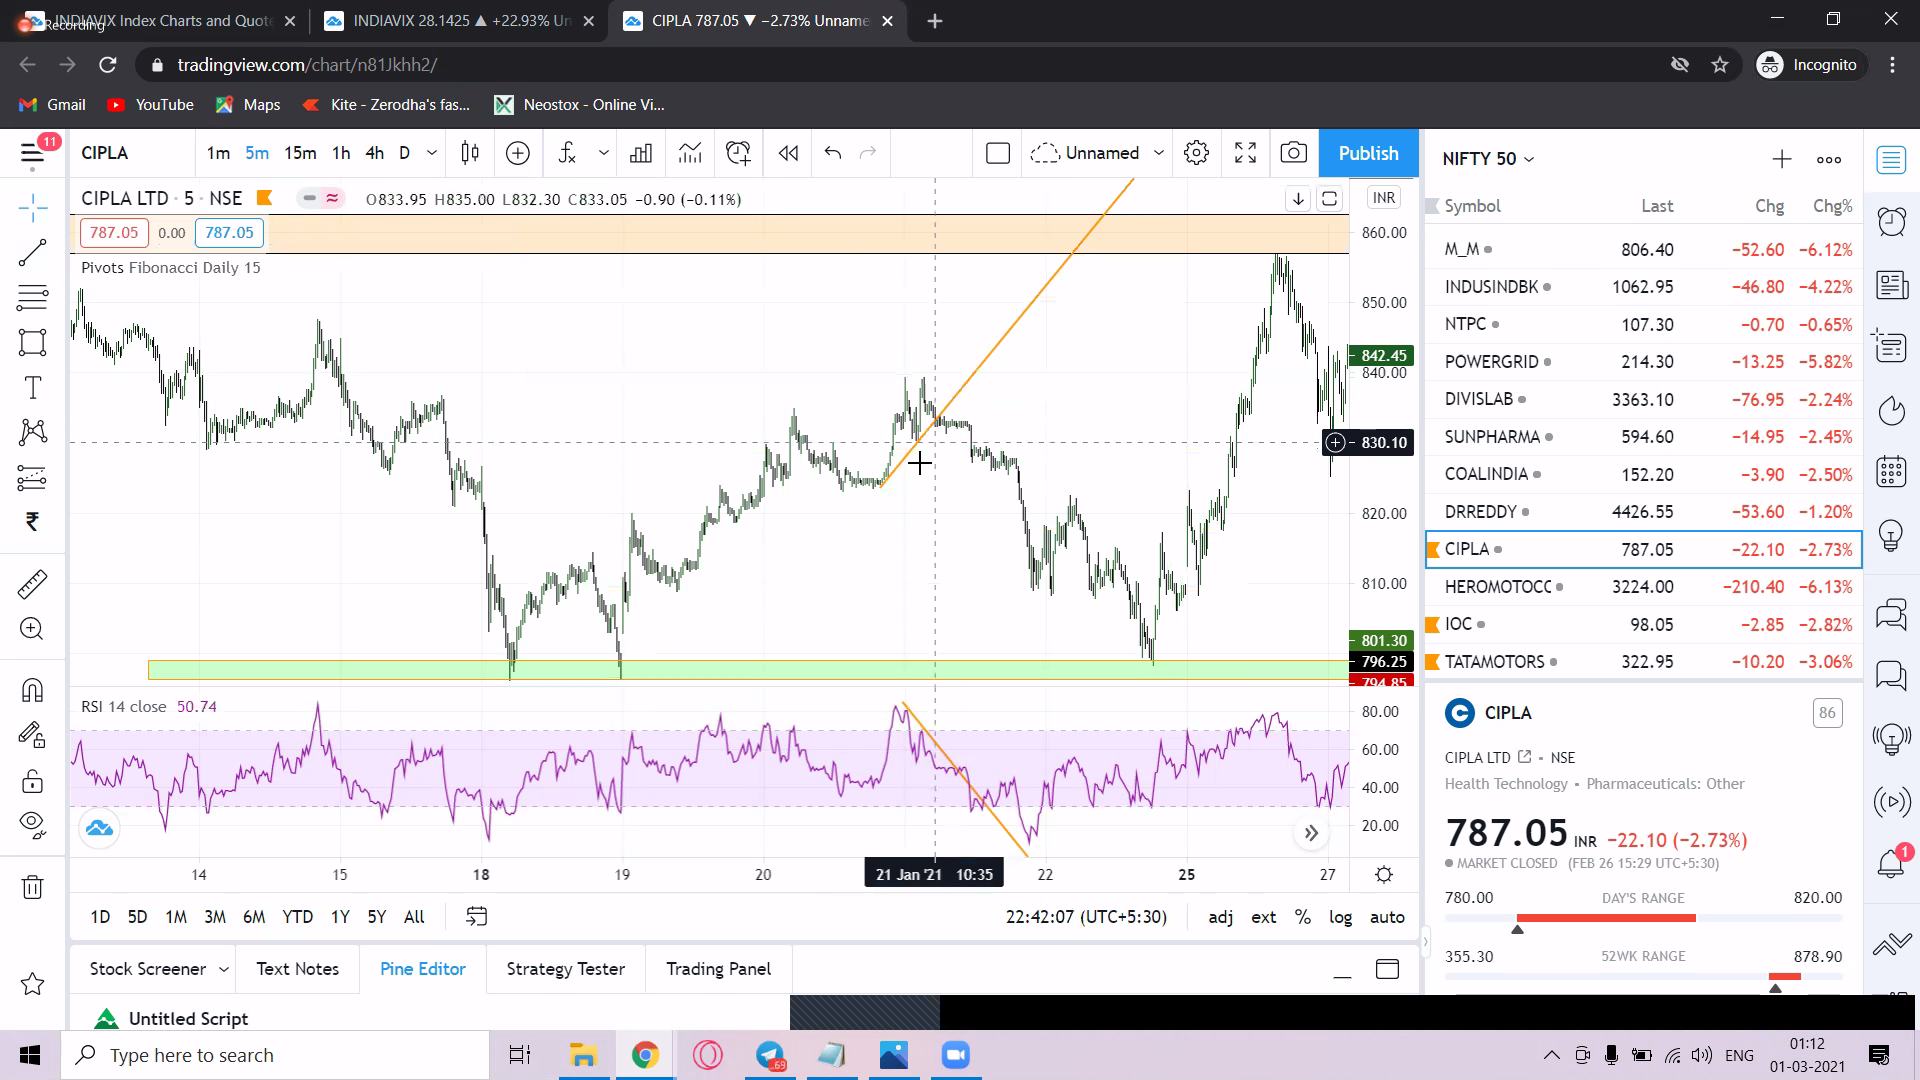 INDIAVIX Index Charts and Quote
Recording
INDIAVIX 28.1425 ▲ +22.93% Un
CIPLA 787.05 ▼ −2.73% Unname
tradingview.com/chart/n81Jkhh2/
Incognito
Gmail
YouTube
Maps
Kite - Zerodha's fas...
Neostox - Online Vi...
11
CIPLA
1m 5m 15m 1h 4h D
Unnamed
Publish
NIFTY 50
CIPLA LTD · 5 · NSE
O833.95 H835.00 L832.30 C833.05 −0.90 (−0.11%)
INR
787.05 0.00 787.05
Pivots Fibonacci Daily 15
860.00
850.00
842.45
840.00
830.10
820.00
810.00
801.30
796.25
794.85
RSI 14 close 50.74
80.00
60.00
40.00
20.00
14 15 18 19 20 21 Jan '21 10:35 22 25 27
1D 5D 1M 3M 6M YTD 1Y 5Y All
22:42:07 (UTC+5:30)
adj ext % log auto
Stock Screener
Text Notes
Pine Editor
Strategy Tester
Trading Panel
Untitled Script
Symbol Last Chg Chg%
M_M 806.40 −52.60 −6.12%
INDUSINDBK 1062.95 −46.80 −4.22%
NTPC 107.30 −0.70 −0.65%
POWERGRID 214.30 −13.25 −5.82%
DIVISLAB 3363.10 −76.95 −2.24%
SUNPHARMA 594.60 −14.95 −2.45%
COALINDIA 152.20 −3.90 −2.50%
DRREDDY 4426.55 −53.60 −1.20%
CIPLA 787.05 −22.10 −2.73%
HEROMOTOCC 3224.00 −210.40 −6.13%
IOC 98.05 −2.85 −2.82%
TATAMOTORS 322.95 −10.20 −3.06%
CIPLA
86
CIPLA LTD · NSE
Health Technology • Pharmaceuticals: Other
787.05 INR −22.10 (−2.73%)
MARKET CLOSED (FEB 26 15:29 UTC+5:30)
780.00 DAY'S RANGE 820.00
355.30 52WK RANGE 878.90
1
Type here to search
69
ENG
01:12
01-03-2021